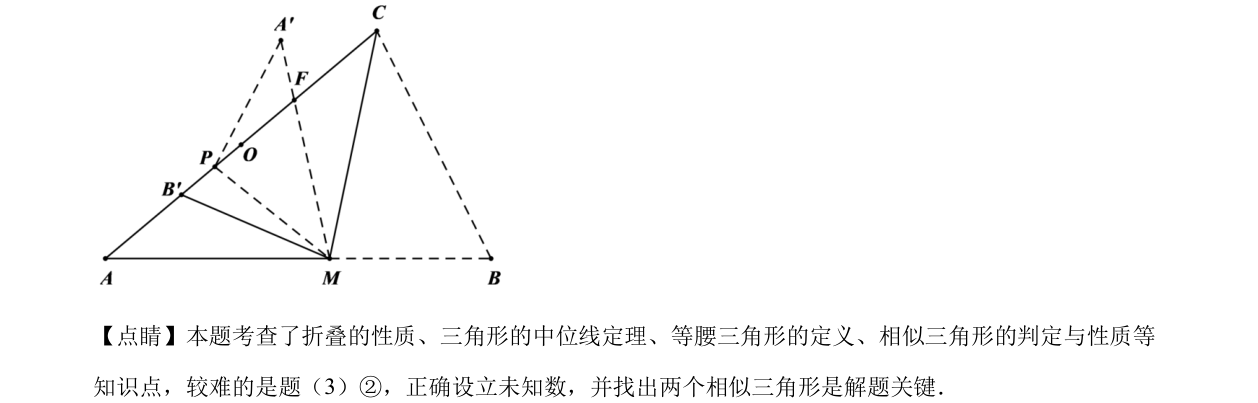 A′
C
F
P
O
B′
A
M
B
【点睛】本题考查了折叠的性质、三角形的中位线定理、等腰三角形的定义、相似三角形的判定与性质等
知识点，较难的是题（3）②，正确设立未知数，并找出两个相似三角形是解题关键．